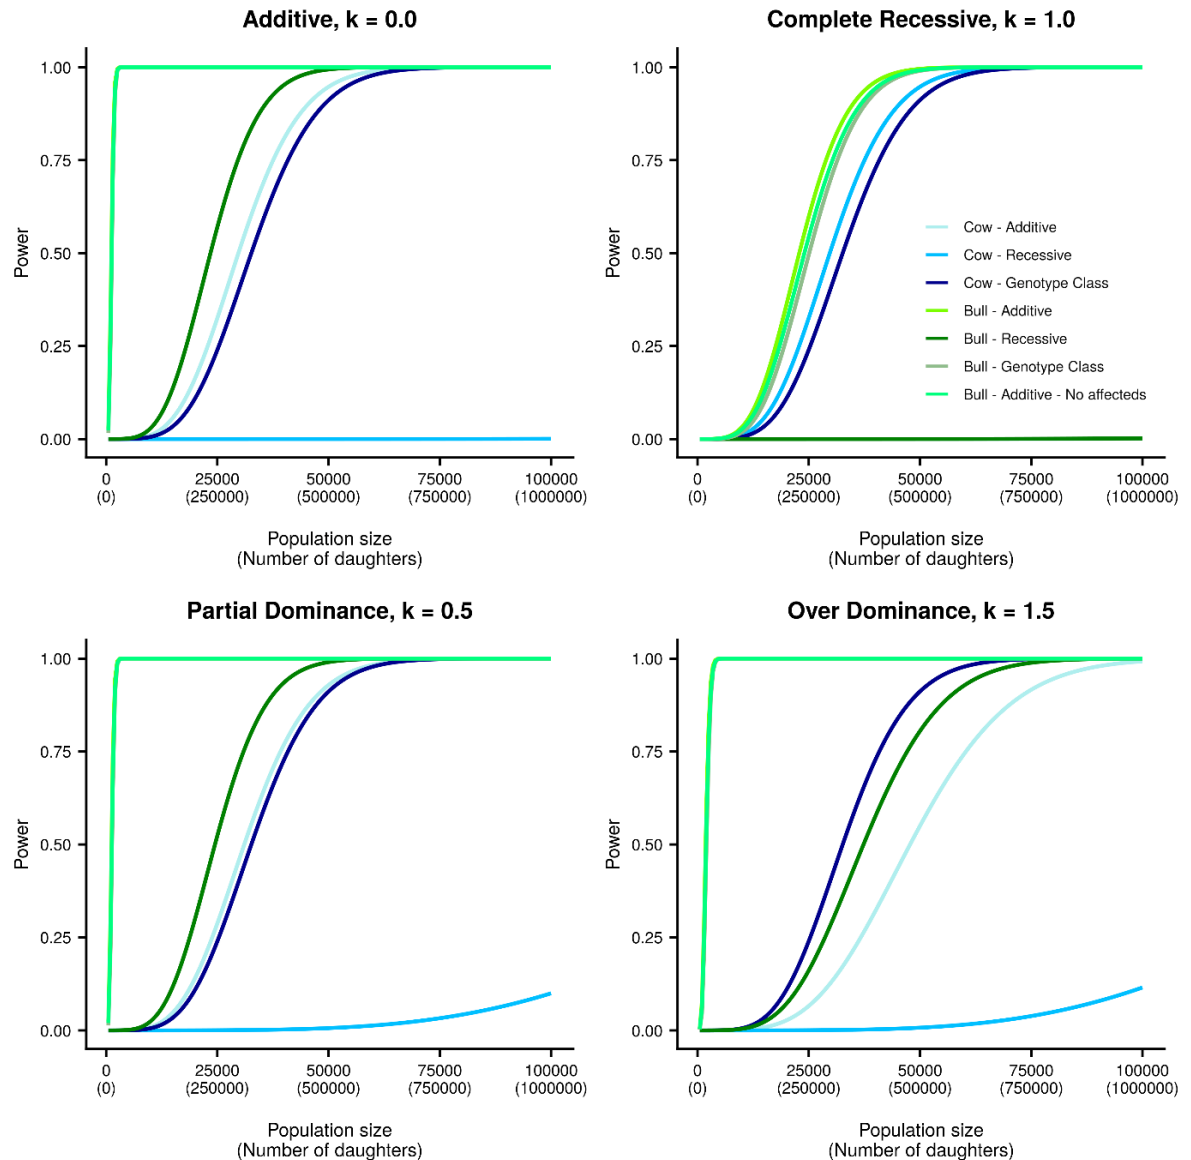 Additive, k = 0.0
Power
1.00
0.75
0.50
0.25
0.00
0 25000 50000 75000 100000
(0) (250000) (500000) (750000) (1000000)
Population size
(Number of daughters)
Complete Recessive, k = 1.0
Power
1.00
0.75
0.50
0.25
0.00
Cow - Additive
Cow - Recessive
Cow - Genotype Class
Bull - Additive
Bull - Recessive
Bull - Genotype Class
Bull - Additive - No affecteds
0 25000 50000 75000 100000
(0) (250000) (500000) (750000) (1000000)
Population size
(Number of daughters)
Partial Dominance, k = 0.5
Power
1.00
0.75
0.50
0.25
0.00
0 25000 50000 75000 100000
(0) (250000) (500000) (750000) (1000000)
Population size
(Number of daughters)
Over Dominance, k = 1.5
Power
1.00
0.75
0.50
0.25
0.00
0 25000 50000 75000 100000
(0) (250000) (500000) (750000) (1000000)
Population size
(Number of daughters)